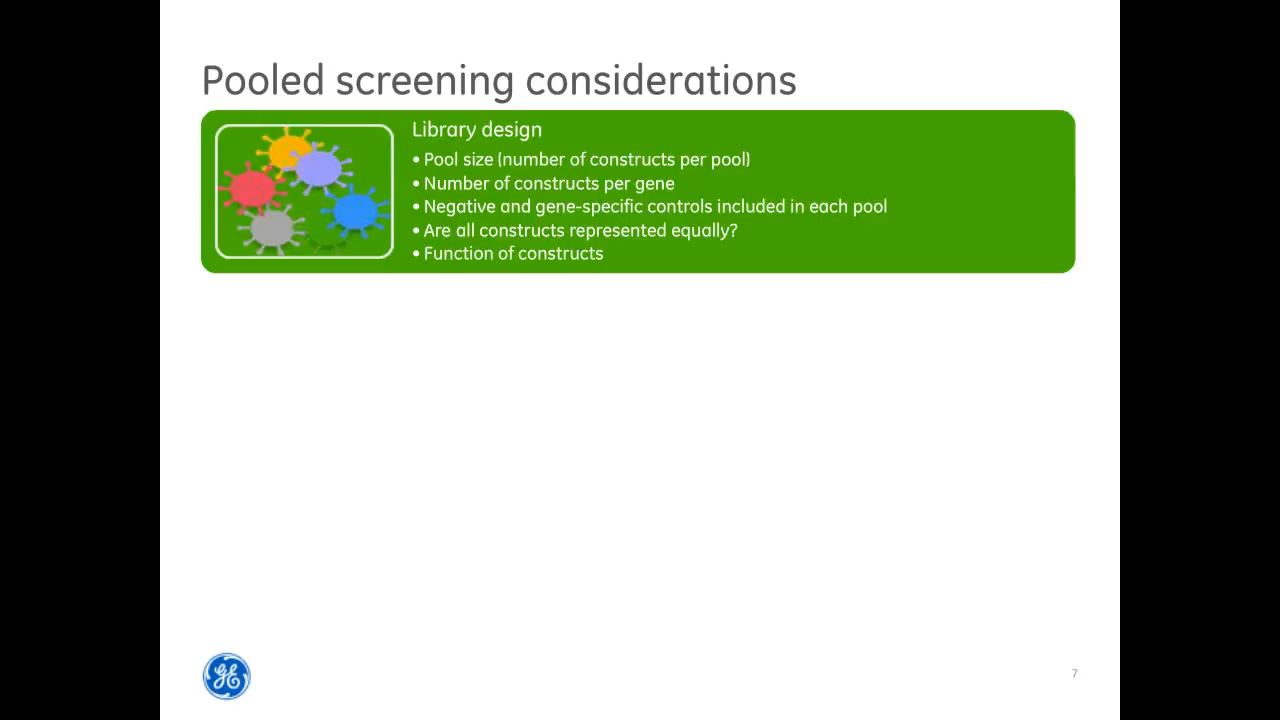 Pooled screening considerations
Library design
• Pool size (number of constructs per pool)
• Number of constructs per gene
• Negative and gene-specific controls included in each pool
• Are all constructs represented equally?
• Function of constructs
GE
7